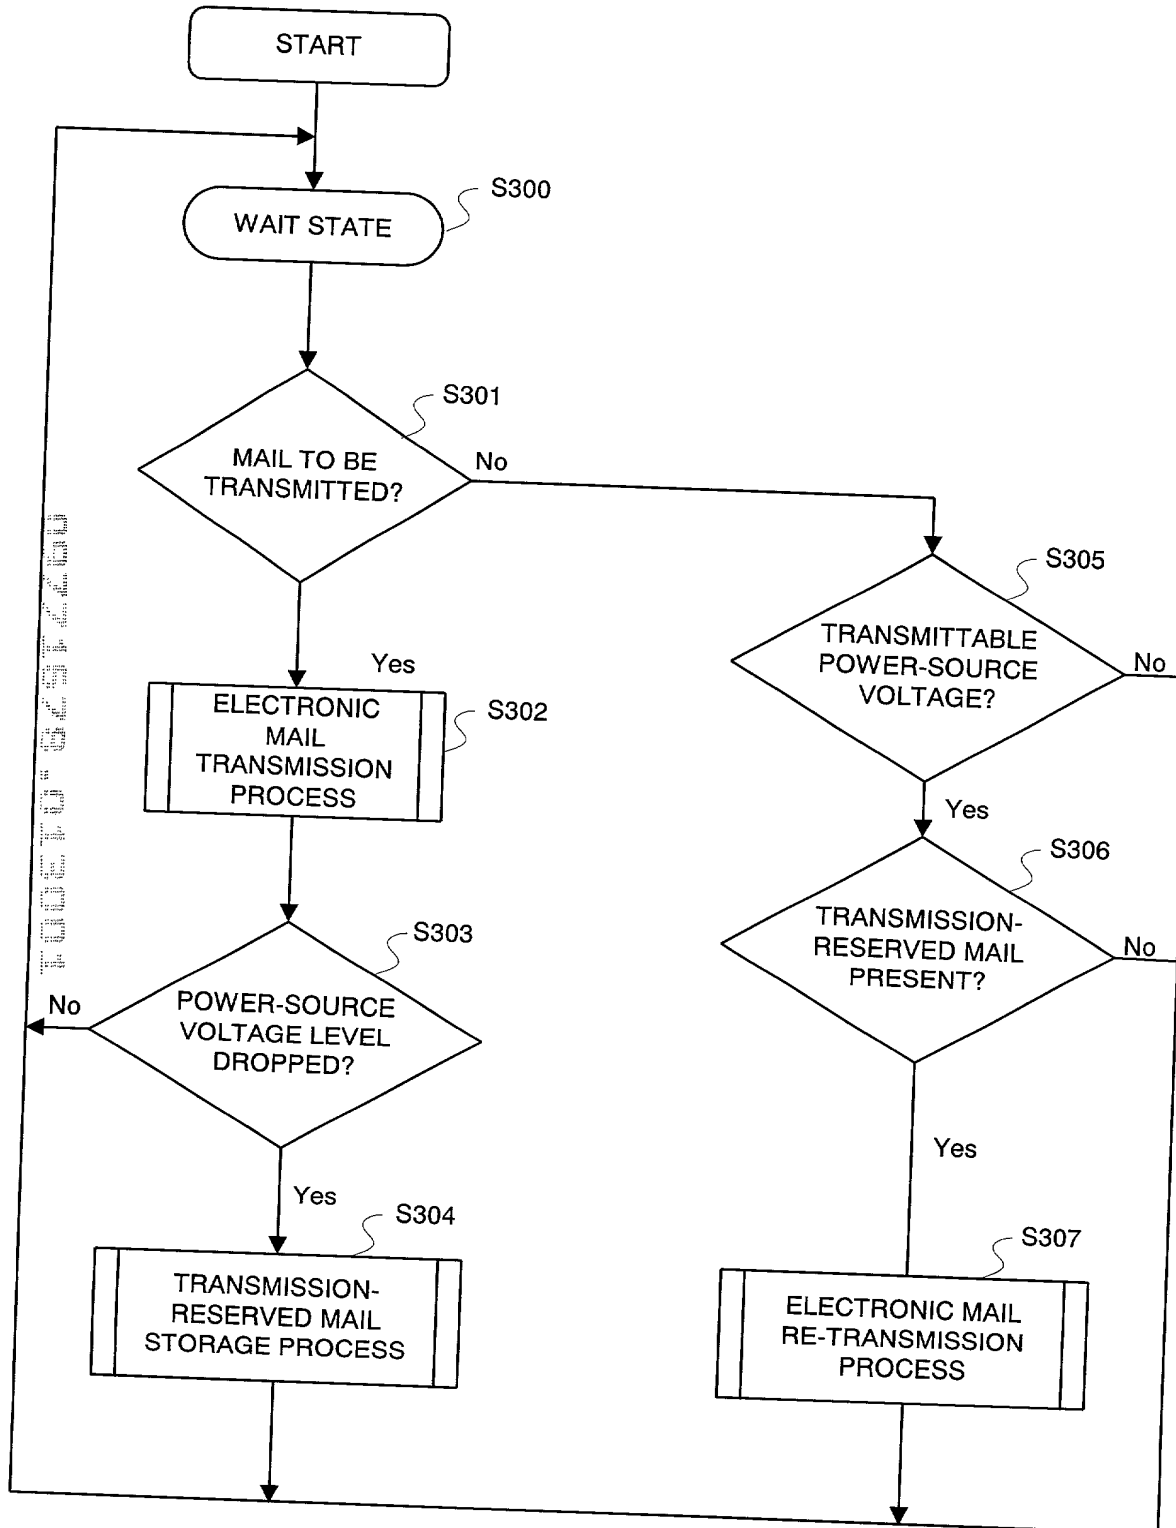 START
WAIT STATE
S300
MAIL TO BE
TRANSMITTED?
S301
No
Yes
ELECTRONIC
MAIL
TRANSMISSION
PROCESS
S302
POWER-SOURCE
VOLTAGE LEVEL
DROPPED?
S303
No
Yes
TRANSMISSION-
RESERVED MAIL
STORAGE PROCESS
S304
TRANSMITTABLE
POWER-SOURCE
VOLTAGE?
S305
No
Yes
TRANSMISSION-
RESERVED MAIL
PRESENT?
S306
No
Yes
ELECTRONIC MAIL
RE-TRANSMISSION
PROCESS
S307